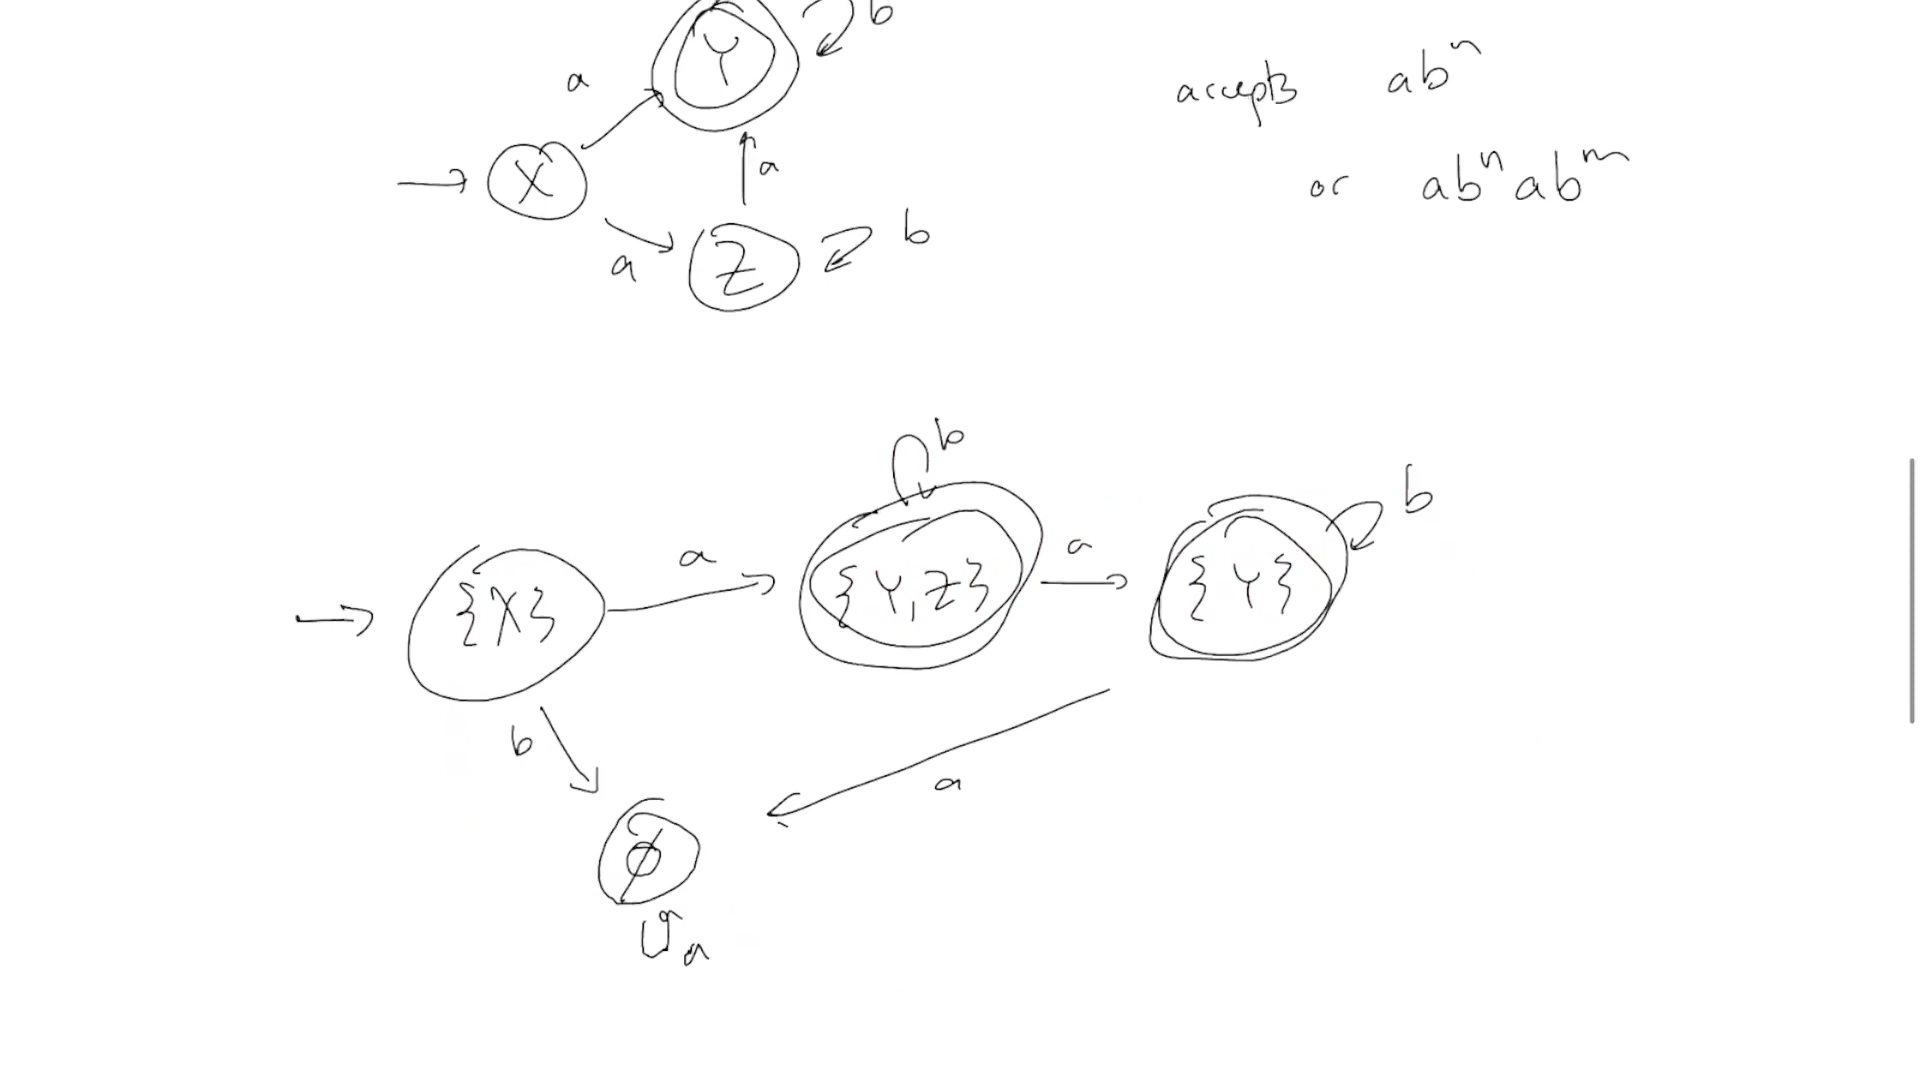 Y b
accepts ab^n
a
X
a
or ab^n ab^m
a Z b
b
b
a
a
{X} {Y,Z} {Y}
b
a
∅
a